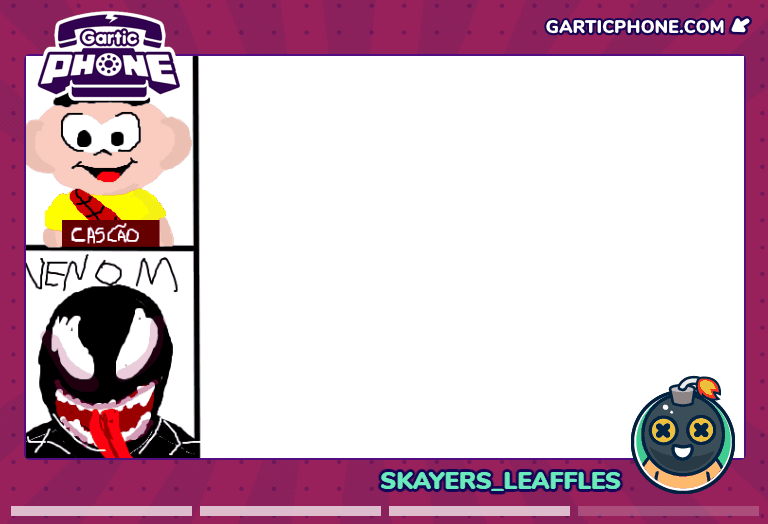 Gartic
PHONE
GARTICPHONE.COM
CASCÃO
VENOM
SKAYERS_LEAFFLES